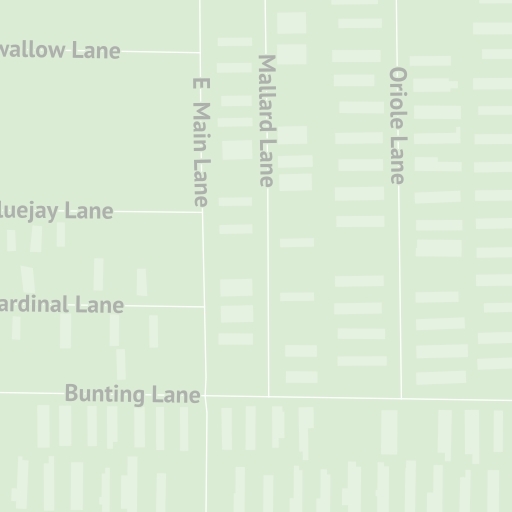 wallow Lane
E Main Lane
Mallard Lane
Oriole Lane
luejay Lane
ardinal Lane
Bunting Lane